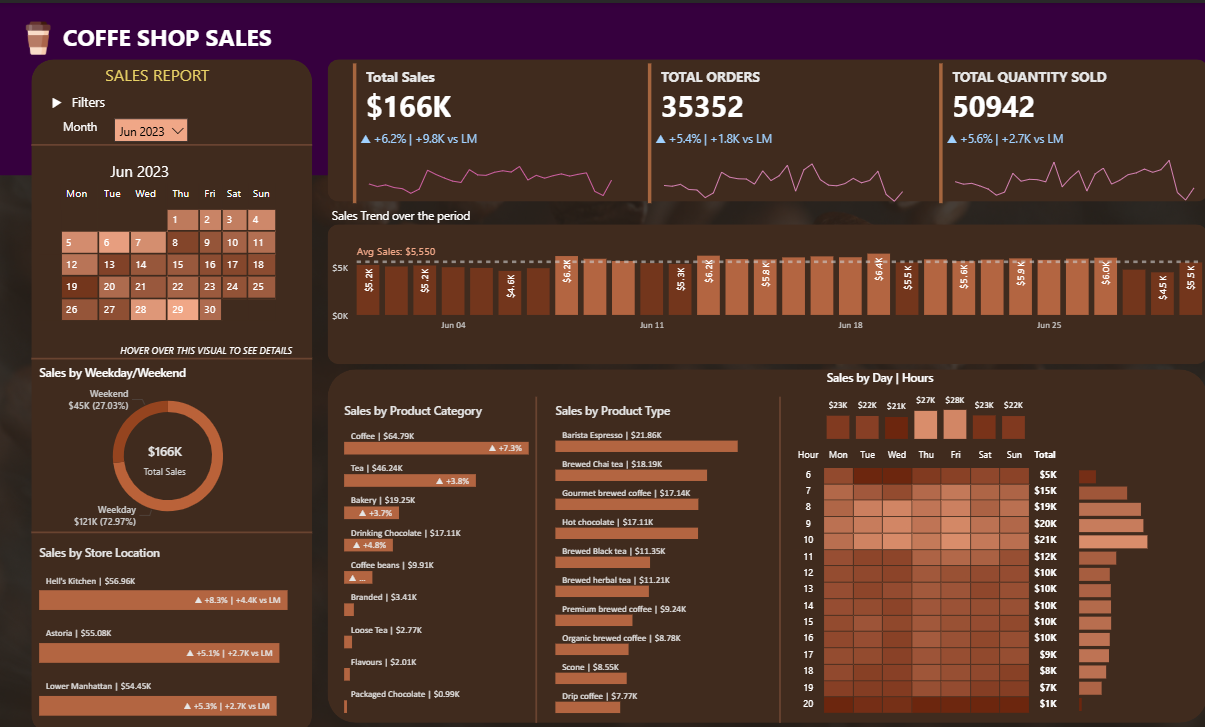 COFFE SHOP SALES
SALES REPORT
Filters
Month
Jun 2023
Jun 2023
Mon Tue Wed Thu Fri Sat Sun
1 2 3 4
5 6 7 8 9 10 11
12 13 14 15 16 17 18
19 20 21 22 23 24 25
26 27 28 29 30
HOVER OVER THIS VISUAL TO SEE DETAILS
Sales by Weekday/Weekend
Weekend
$45K (27.03%)
$166K
Total Sales
Weekday
$121K (72.97%)
Sales by Store Location
Hell's Kitchen | $56.96K
▲ +8.3% | +4.4K vs LM
Astoria | $55.08K
▲ +5.1% | +2.7K vs LM
Lower Manhattan | $54.45K
▲ +5.3% | +2.7K vs LM
Total Sales
$166K
▲ +6.2% | +9.8K vs LM
TOTAL ORDERS
35352
▲ +5.4% | +1.8K vs LM
TOTAL QUANTITY SOLD
50942
▲ +5.6% | +2.7K vs LM
Sales Trend over the period
Avg Sales: $5,550
$5K
$0K
$5.2K $5.2K $4.6K $6.2K $5.3K $6.2K $5.8K $6.4K $5.5K $5.6K $5.9K $6.0K $4.5K $5.5K
Jun 04 Jun 11 Jun 18 Jun 25
Sales by Product Category
Coffee | $64.79K
▲ +7.3%
Tea | $46.24K
▲ +3.8%
Bakery | $19.25K
▲ +3.7%
Drinking Chocolate | $17.11K
▲ +4.8%
Coffee beans | $9.91K
▲ ...
Branded | $3.41K
Loose Tea | $2.77K
Flavours | $2.01K
Packaged Chocolate | $0.99K
Sales by Product Type
Barista Espresso | $21.86K
Brewed Chai tea | $18.19K
Gourmet brewed coffee | $17.14K
Hot chocolate | $17.11K
Brewed Black tea | $11.35K
Brewed herbal tea | $11.21K
Premium brewed coffee | $9.24K
Organic brewed coffee | $8.78K
Scone | $8.55K
Drip coffee | $7.77K
Sales by Day | Hours
$23K $22K $21K $27K $28K $23K $22K
Hour Mon Tue Wed Thu Fri Sat Sun Total
6 $5K
7 $15K
8 $19K
9 $20K
10 $21K
11 $12K
12 $10K
13 $10K
14 $10K
15 $10K
16 $10K
17 $9K
18 $8K
19 $7K
20 $1K